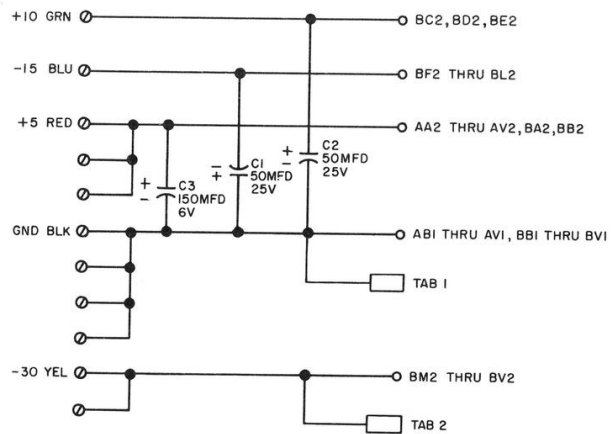 +10 GRN
BC2, BD2, BE2
-15 BLU
BF2 THRU BL2
+5 RED
AA2 THRU AV2, BA2, BB2
+
-
C3
150MFD
6V
-
+
C1
50MFD
25V
+
-
C2
50MFD
25V
GND BLK
AB1 THRU AV1, BB1 THRU BV1
TAB 1
-30 YEL
BM2 THRU BV2
TAB 2